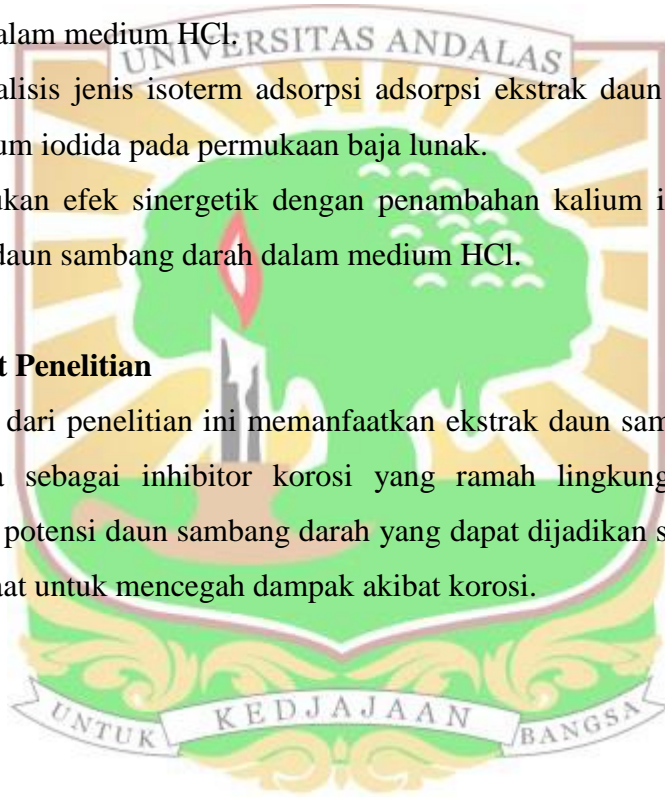 alam medium HCl.
UNIVERSITAS ANDALAS
alisis jenis isoterm adsorpsi adsorpsi ekstrak daun
um iodida pada permukaan baja lunak.
ukan efek sinergetik dengan penambahan kalium i
daun sambang darah dalam medium HCl.
t Penelitian
dari penelitian ini memanfaatkan ekstrak daun sam
a sebagai inhibitor korosi yang ramah lingkung
potensi daun sambang darah yang dapat dijadikan s
aat untuk mencegah dampak akibat korosi.
UNTUK KEDJAJAAN BANGSA